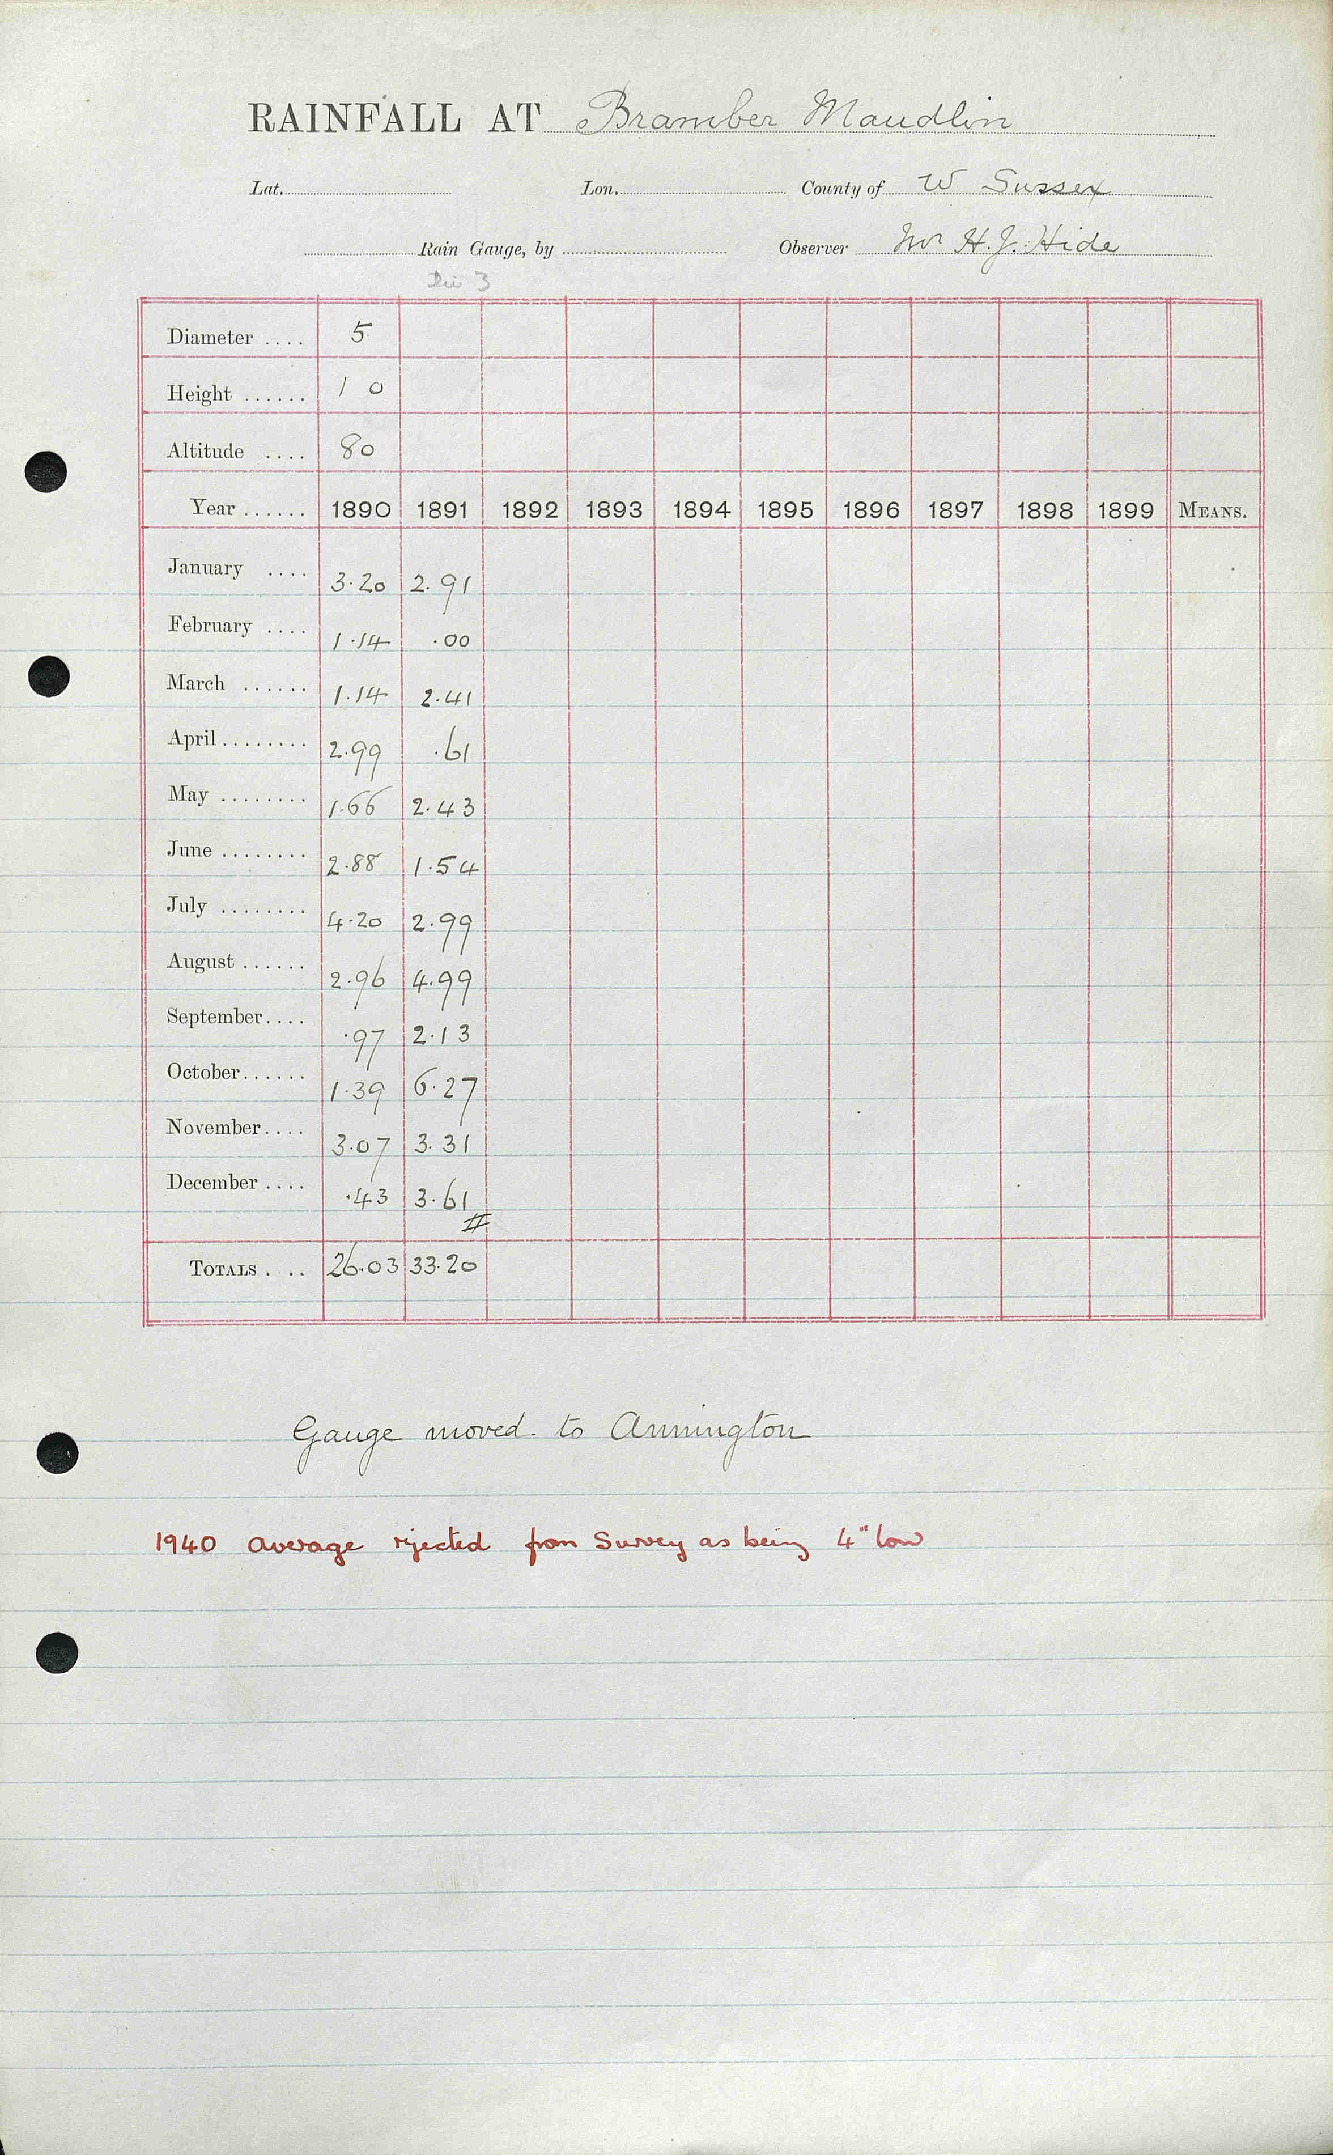 RAINFALL AT Bramber Maudlin
Lat. Lon. County of W Sussex
Rain Gauge, by Observer Mr H. J. Hide
3
Diameter .... 5
Height ...... 1 0
Altitude .... 80
Year ...... 1890 1891 1892 1893 1894 1895 1896 1897 1898 1899 MEANS.
January .... 3.20 2.91
February .... 1.14 .00
March ...... 1.14 2.41
April ........ 2.99 .61
May ........ 1.66 2.43
June ........ 2.88 1.54
July ........ 4.20 2.99
August ...... 2.96 4.99
September.... .97 2.13
October...... 1.39 6.27
November.... 3.07 3.31
December .... .43 3.61
TOTALS . .. 26.03 33.20
Gauge moved to Annington
1940 average rejected from Survey as being 4" low